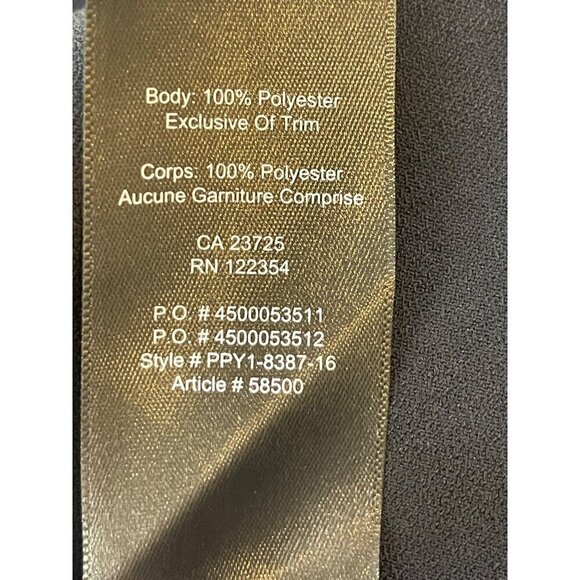 Body: 100% Polyester
Exclusive Of Trim
Corps: 100% Polyester
Aucune Garniture Comprise
CA 23725
RN 122354
P.O. # 4500053511
P.O. # 4500053512
Style # PPY1-8387-16
Article # 58500